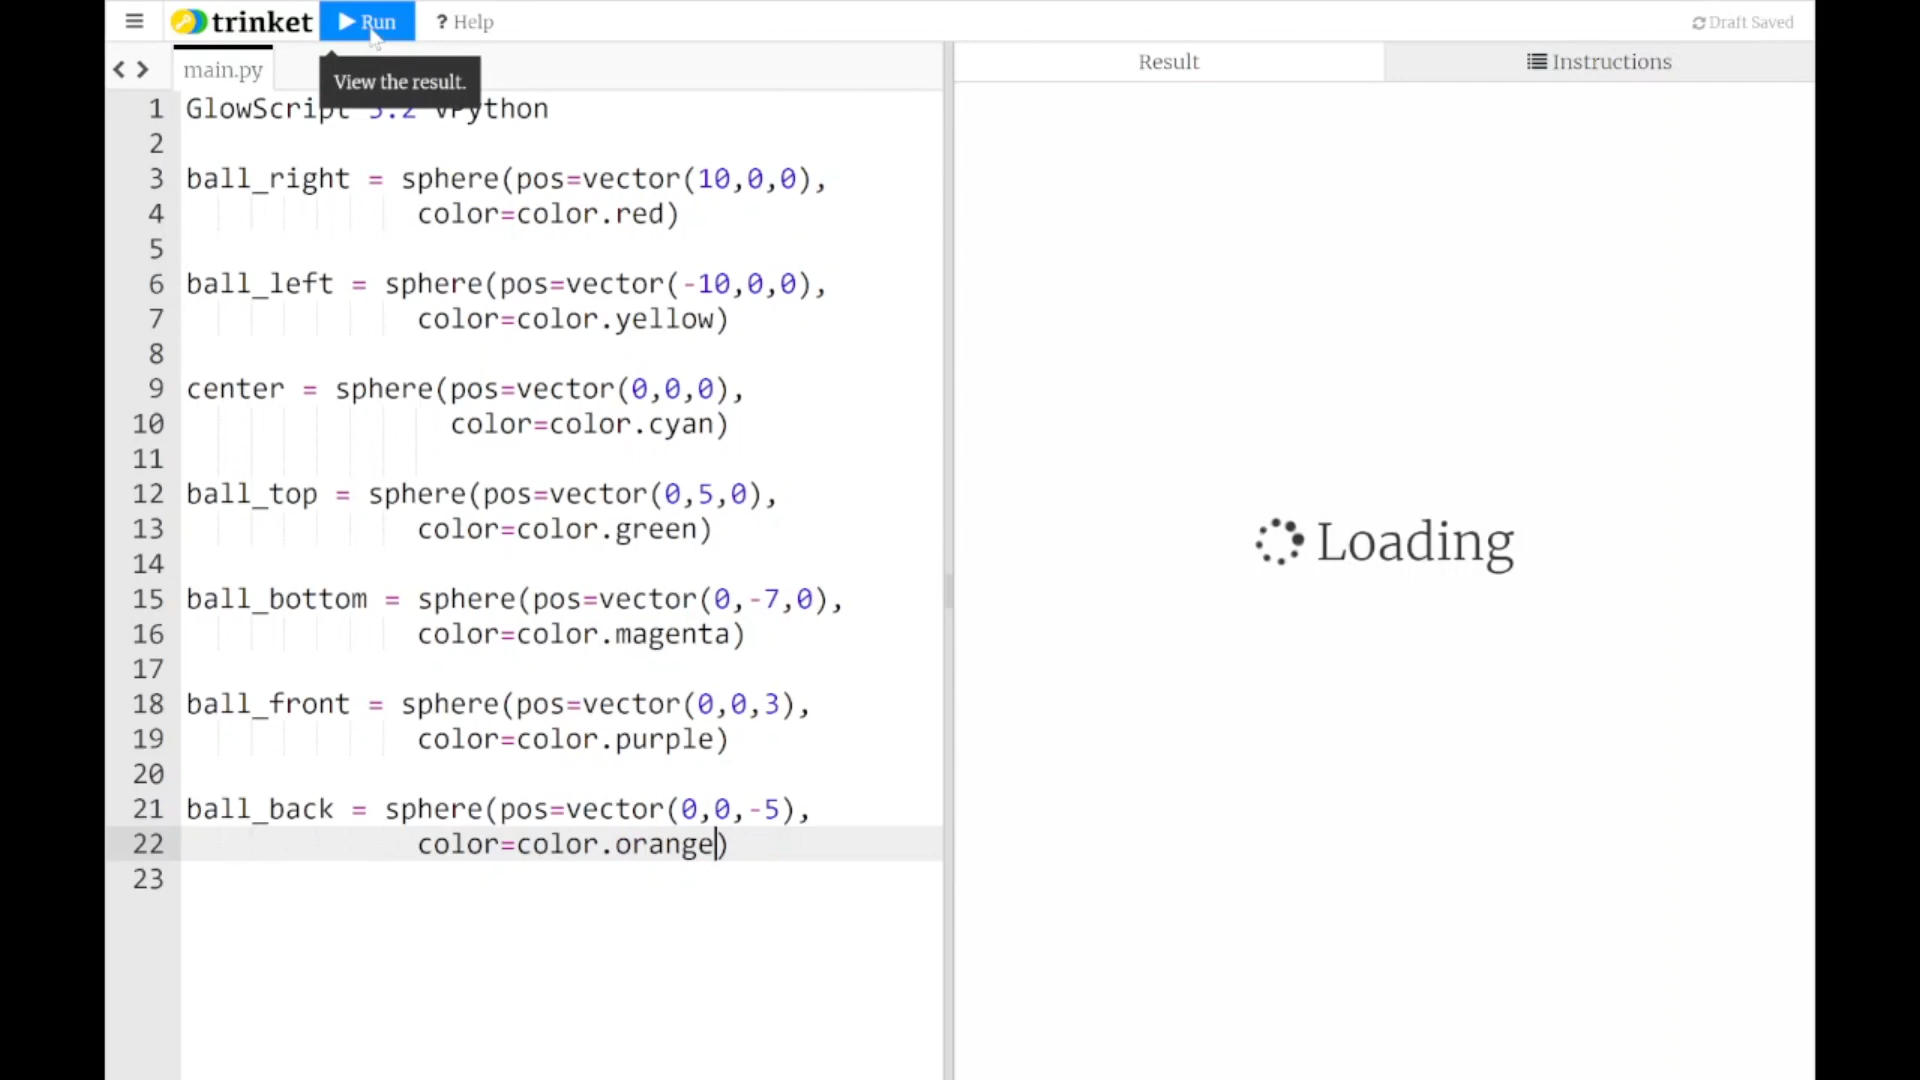 trinket
Run
? Help
Draft Saved
main.py
View the result.
Result
Instructions
1 GlowScript 3.2 VPython
2
3 ball_right = sphere(pos=vector(10,0,0),
4 color=color.red)
5
6 ball_left = sphere(pos=vector(-10,0,0),
7 color=color.yellow)
8
9 center = sphere(pos=vector(0,0,0),
10 color=color.cyan)
11
12 ball_top = sphere(pos=vector(0,5,0),
13 color=color.green)
14
15 ball_bottom = sphere(pos=vector(0,-7,0),
16 color=color.magenta)
17
18 ball_front = sphere(pos=vector(0,0,3),
19 color=color.purple)
20
21 ball_back = sphere(pos=vector(0,0,-5),
22 color=color.orange)
23
Loading